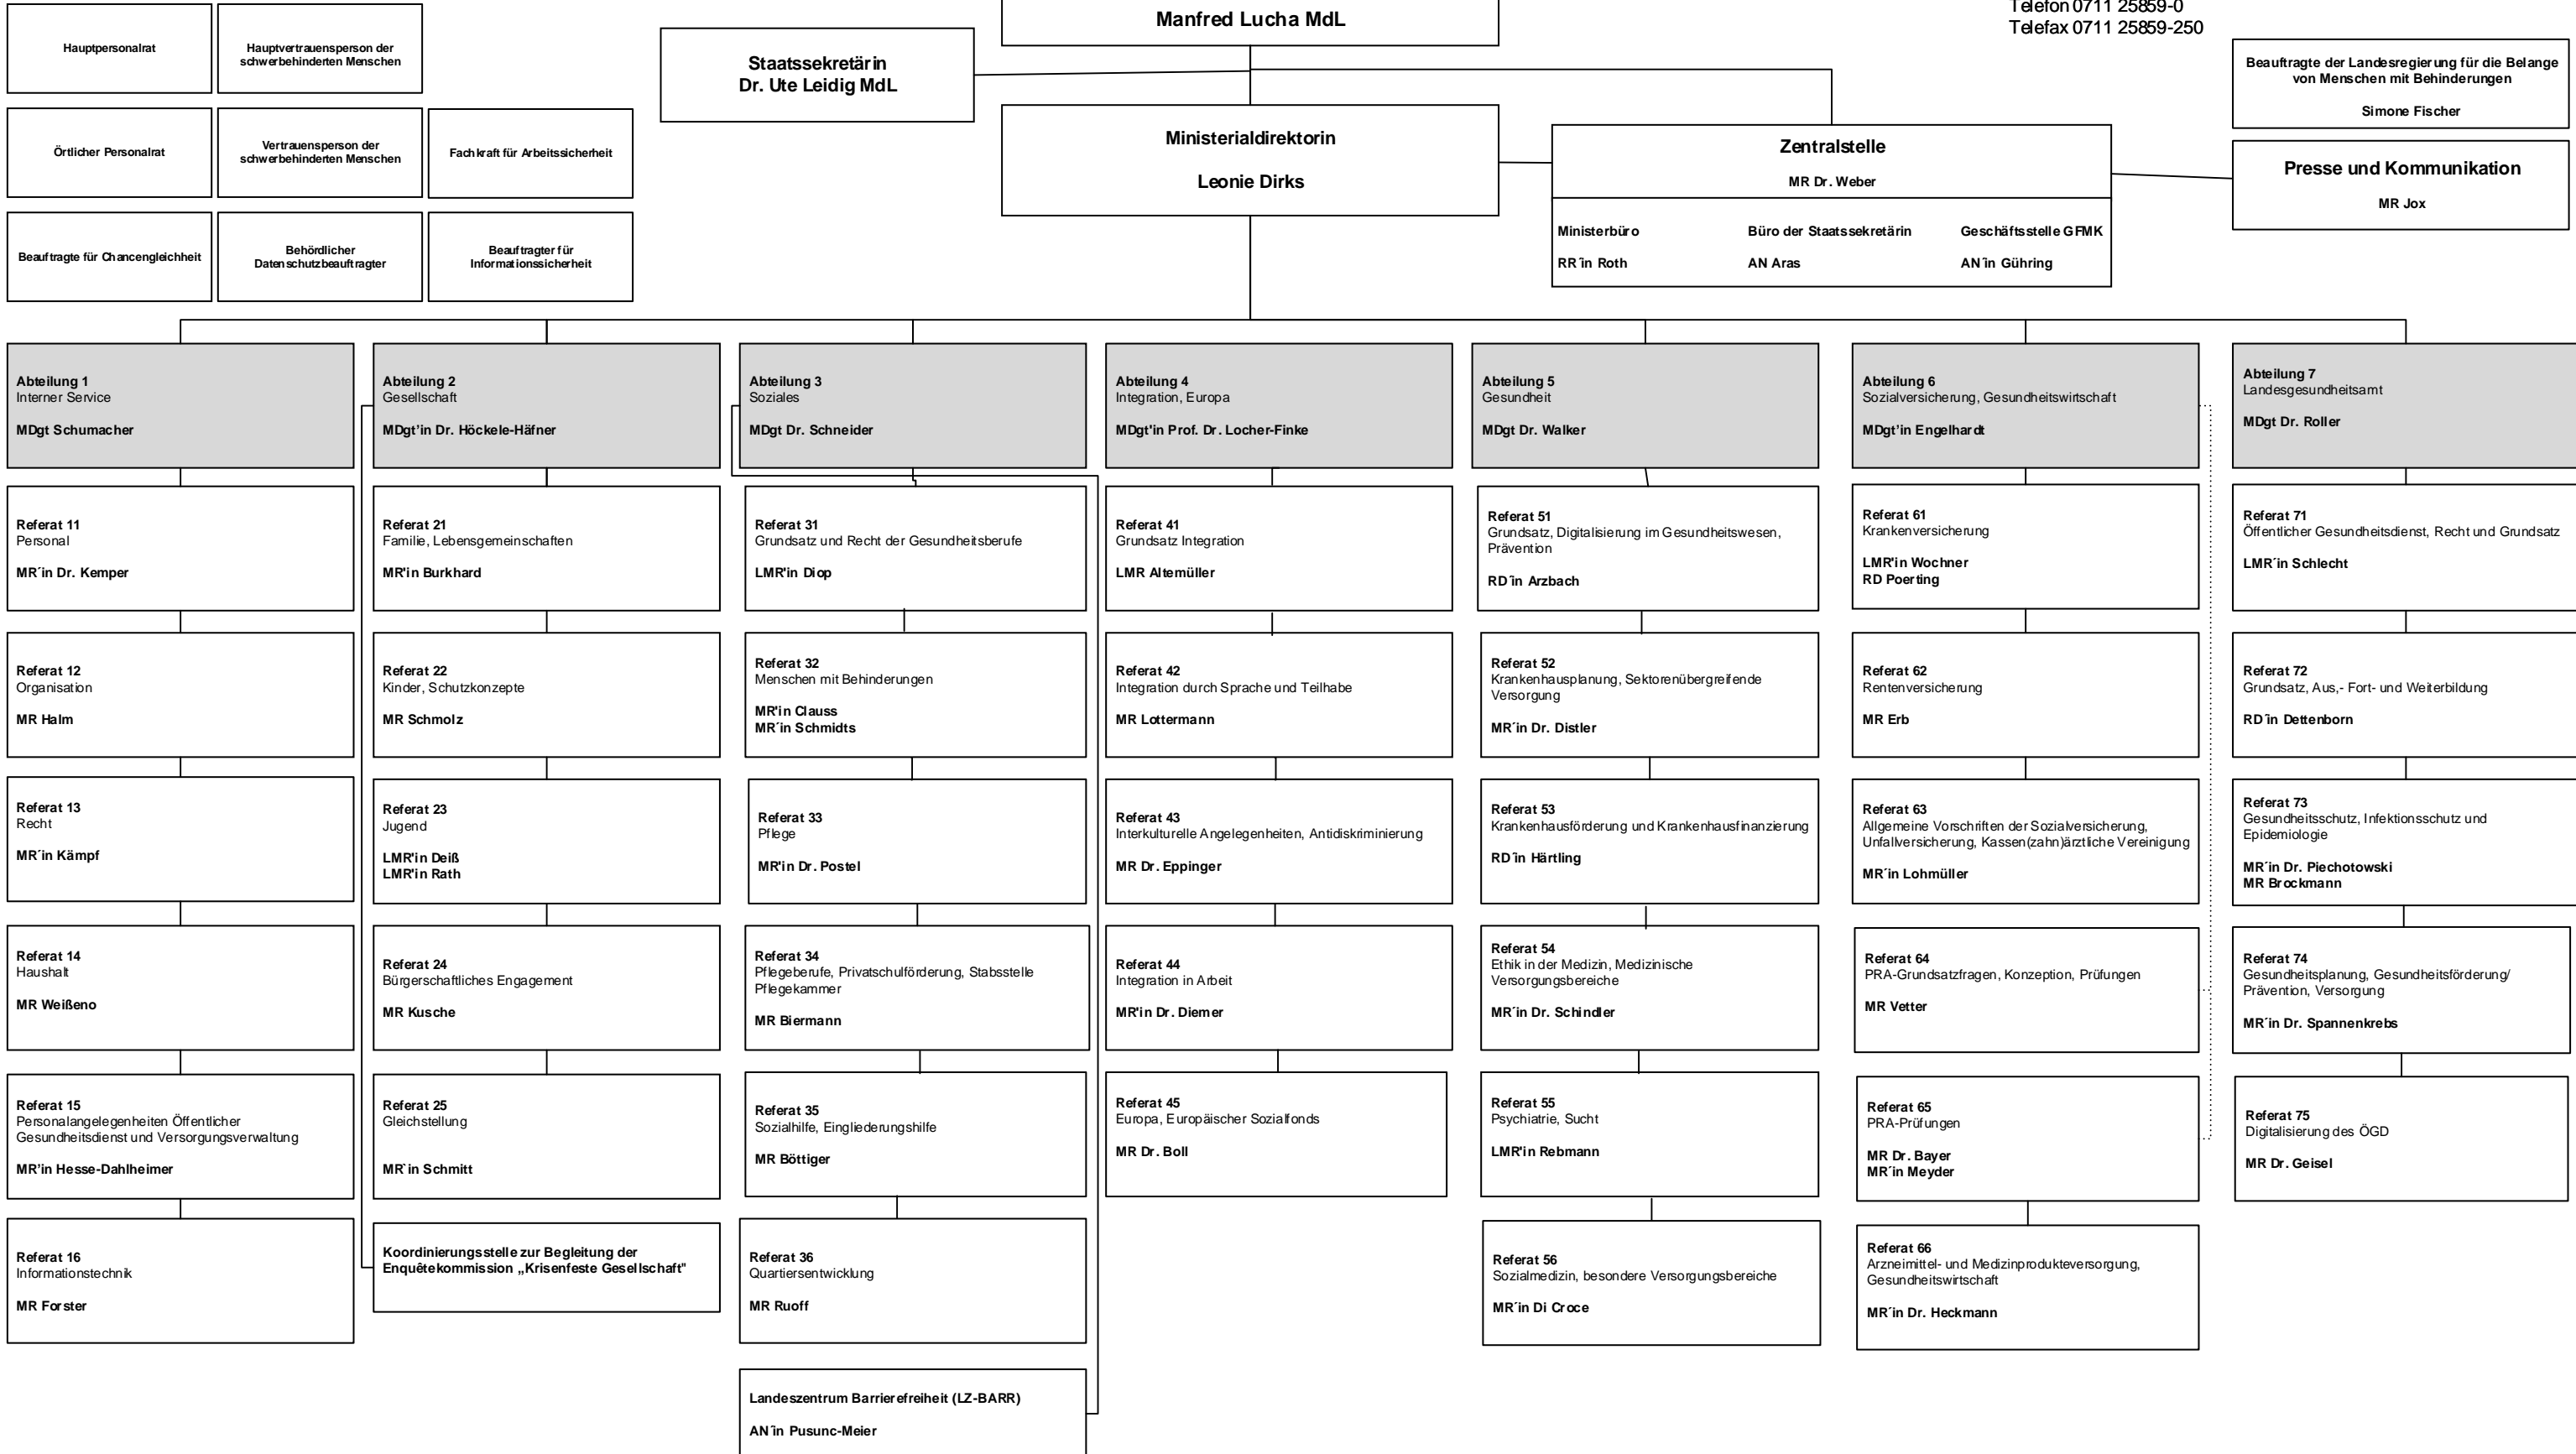 Manfred Lucha MdL
Telefon 0711 25859-0
Telefax 0711 25859-250
Hauptpersonalrat
Hauptvertrauensperson der
schwerbehinderten Menschen
Staatssekretärin
Dr. Ute Leidig MdL
Beauftragte der Landesregierung für die Belange
von Menschen mit Behinderungen
Simone Fischer
Örtlicher Personalrat
Vertrauensperson der
schwerbehinderten Menschen
Fachkraft für Arbeitssicherheit
Ministerialdirektorin
Leonie Dirks
Zentralstelle
MR Dr. Weber
Ministerbüro
RR´in Roth
Büro der Staatssekretärin
AN Aras
Geschäftsstelle GFMK
AN´in Gühring
Presse und Kommunikation
MR Jox
Beauftragte für Chancengleichheit
Behördlicher
Datenschutzbeauftragter
Beauftragter für
Informationssicherheit
Abteilung 1
Interner Service
MDgt Schumacher
Referat 11
Personal
MR´in Dr. Kemper
Referat 12
Organisation
MR Halm
Referat 13
Recht
MR´in Kämpf
Referat 14
Haushalt
MR Weißeno
Referat 15
Personalangelegenheiten Öffentlicher
Gesundheitsdienst und Versorgungsverwaltung
MR’in Hesse-Dahlheimer
Referat 16
Informationstechnik
MR Forster
Abteilung 2
Gesellschaft
MDgt’in Dr. Höckele-Häfner
Referat 21
Familie, Lebensgemeinschaften
MR'in Burkhard
Referat 22
Kinder, Schutzkonzepte
MR Schmolz
Referat 23
Jugend
LMR'in Deiß
LMR'in Rath
Referat 24
Bürgerschaftliches Engagement
MR Kusche
Referat 25
Gleichstellung
MR`in Schmitt
Koordinierungsstelle zur Begleitung der
Enquêtekommission „Krisenfeste Gesellschaft"
Abteilung 3
Soziales
MDgt Dr. Schneider
Referat 31
Grundsatz und Recht der Gesundheitsberufe
LMR'in Diop
Referat 32
Menschen mit Behinderungen
MR'in Clauss
MR´in Schmidts
Referat 33
Pflege
MR'in Dr. Postel
Referat 34
Pflegeberufe, Privatschulförderung, Stabsstelle
Pflegekammer
MR Biermann
Referat 35
Sozialhilfe, Eingliederungshilfe
MR Böttiger
Referat 36
Quartiersentwicklung
MR Ruoff
Landeszentrum Barrierefreiheit (LZ-BARR)
AN´in Pusunc-Meier
Abteilung 4
Integration, Europa
MDgt'in Prof. Dr. Locher-Finke
Referat 41
Grundsatz Integration
LMR Altemüller
Referat 42
Integration durch Sprache und Teilhabe
MR Lottermann
Referat 43
Interkulturelle Angelegenheiten, Antidiskriminierung
MR Dr. Eppinger
Referat 44
Integration in Arbeit
MR'in Dr. Diemer
Referat 45
Europa, Europäischer Sozialfonds
MR Dr. Boll
Abteilung 5
Gesundheit
MDgt Dr. Walker
Referat 51
Grundsatz, Digitalisierung im Gesundheitswesen,
Prävention
RD´in Arzbach
Referat 52
Krankenhausplanung, Sektorenübergreifende
Versorgung
MR´in Dr. Distler
Referat 53
Krankenhausförderung und Krankenhausfinanzierung
RD´in Härtling
Referat 54
Ethik in der Medizin, Medizinische
Versorgungsbereiche
MR´in Dr. Schindler
Referat 55
Psychiatrie, Sucht
LMR'in Rebmann
Referat 56
Sozialmedizin, besondere Versorgungsbereiche
MR´in Di Croce
Abteilung 6
Sozialversicherung, Gesundheitswirtschaft
MDgt’in Engelhardt
Referat 61
Krankenversicherung
LMR'in Wochner
RD Poerting
Referat 62
Rentenversicherung
MR Erb
Referat 63
Allgemeine Vorschriften der Sozialversicherung,
Unfallversicherung, Kassen(zahn)ärztliche Vereinigung
MR´in Lohmüller
Referat 64
PRA-Grundsatzfragen, Konzeption, Prüfungen
MR Vetter
Referat 65
PRA-Prüfungen
MR Dr. Bayer
MR´in Meyder
Referat 66
Arzneimittel- und Medizinprodukteversorgung,
Gesundheitswirtschaft
MR´in Dr. Heckmann
Abteilung 7
Landesgesundheitsamt
MDgt Dr. Roller
Referat 71
Öffentlicher Gesundheitsdienst, Recht und Grundsatz
LMR´in Schlecht
Referat 72
Grundsatz, Aus,- Fort- und Weiterbildung
RD´in Dettenborn
Referat 73
Gesundheitsschutz, Infektionsschutz und
Epidemiologie
MR´in Dr. Piechotowski
MR Brockmann
Referat 74
Gesundheitsplanung, Gesundheitsförderung/
Prävention, Versorgung
MR´in Dr. Spannenkrebs
Referat 75
Digitalisierung des ÖGD
MR Dr. Geisel